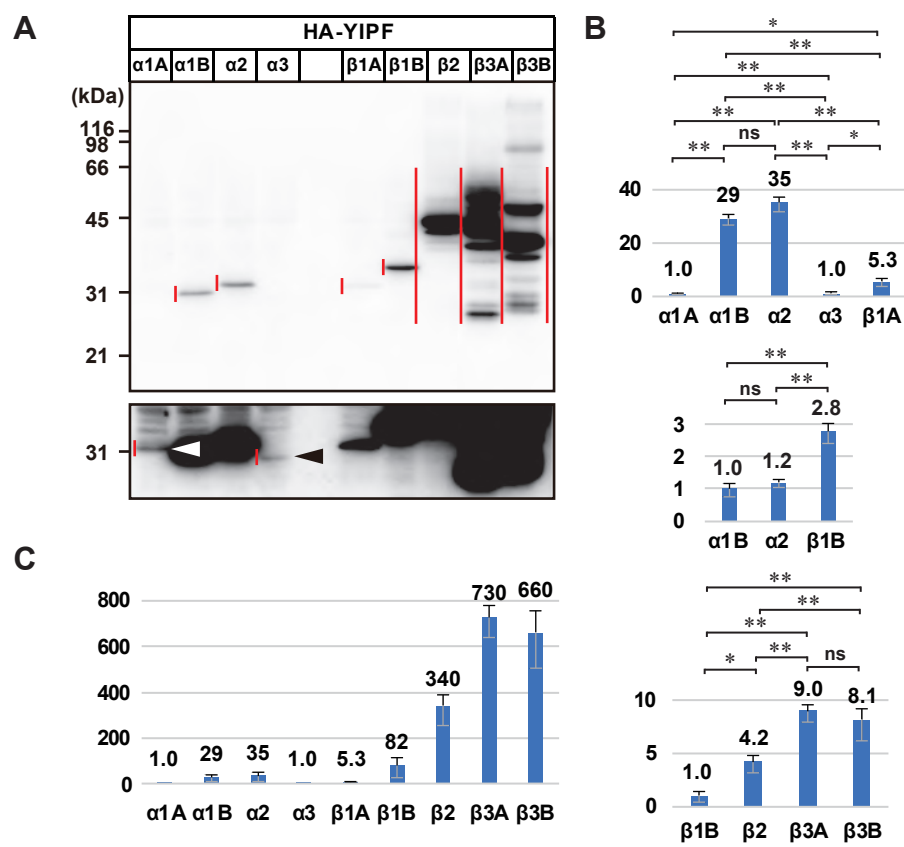 A
HA-YIPF
α1A α1B α2 α3 β1A β1B β2 β3A β3B
(kDa)
116
98
66
45
31
21
31
B
*
**
**
**
** **
** ns ** *
40
20
0
1.0 29 35 1.0 5.3
α1A α1B α2 α3 β1A
**
ns **
3
2
1
0
1.0 1.2 2.8
α1B α2 β1B
**
**
**
* ** ns
10
5
0
1.0 4.2 9.0 8.1
β1B β2 β3A β3B
C
800
600
400
200
0
1.0 29 35 1.0 5.3 82 340 730 660
α1A α1B α2 α3 β1A β1B β2 β3A β3B